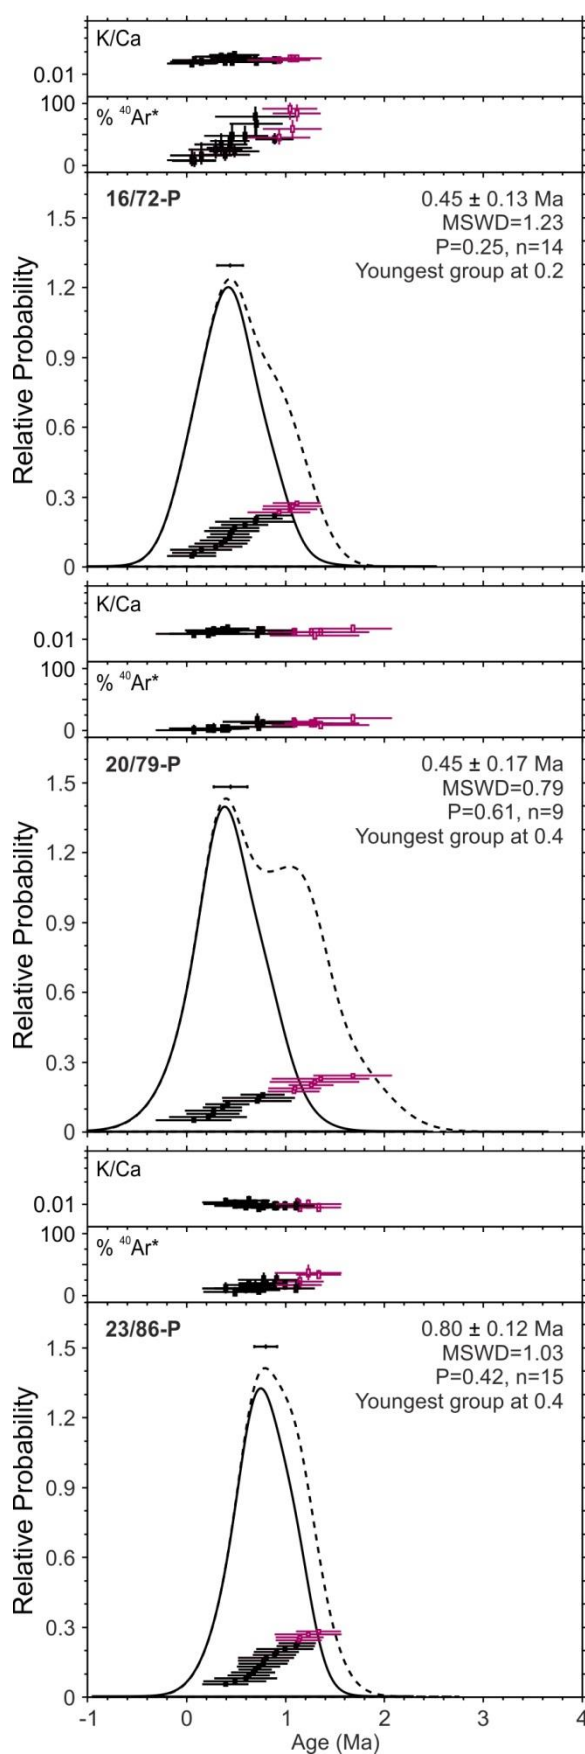 K/Ca
0.01
100
% ⁴⁰Ar*
0
16/72-P
0.45 ± 0.13 Ma
MSWD=1.23
P=0.25, n=14
Youngest group at 0.2
1.5
1.2
0.9
0.6
0.3
0
Relative Probability
K/Ca
0.01
100
% ⁴⁰Ar*
0
20/79-P
0.45 ± 0.17 Ma
MSWD=0.79
P=0.61, n=9
Youngest group at 0.4
1.5
1.2
0.9
0.6
0.3
0
Relative Probability
K/Ca
0.01
100
% ⁴⁰Ar*
0
23/86-P
0.80 ± 0.12 Ma
MSWD=1.03
P=0.42, n=15
Youngest group at 0.4
1.5
1.2
0.9
0.6
0.3
0
Relative Probability
-1 0 1 2 3 4
Age (Ma)